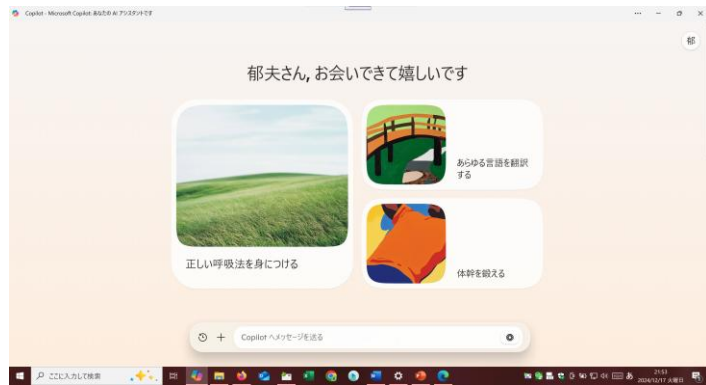 Copilot - Microsoft Copilot: あなたの AI アシスタントです
郁
郁夫さん, お会いできて嬉しいです
正しい呼吸法を身につける
あらゆる言語を翻訳
する
体幹を鍛える
Copilot へメッセージを送る
ここに入力して検索
あ
21:53
2024/12/17 火曜日